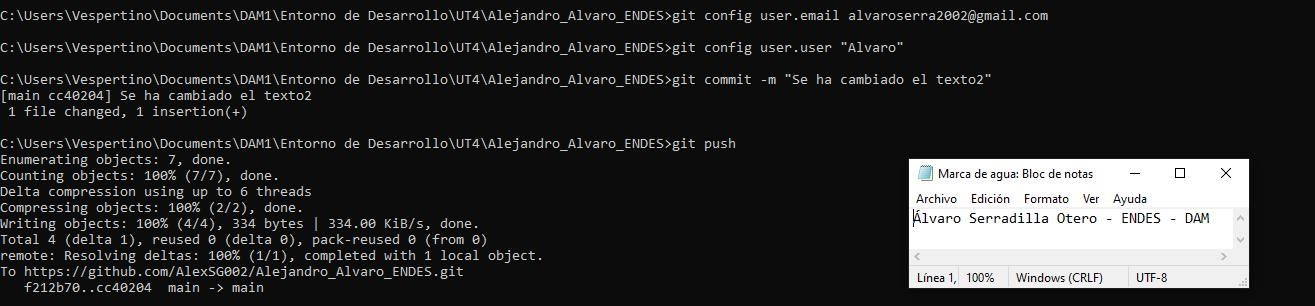 C:\Users\Vespertino\Documents\DAM1\Entorno de Desarrollo\UT4\Alejandro_Alvaro_ENDES>git config user.email alvaroserra2002@gmail.com
C:\Users\Vespertino\Documents\DAM1\Entorno de Desarrollo\UT4\Alejandro_Alvaro_ENDES>git config user.user "Alvaro"
C:\Users\Vespertino\Documents\DAM1\Entorno de Desarrollo\UT4\Alejandro_Alvaro_ENDES>git commit -m "Se ha cambiado el texto2"
[main cc40204] Se ha cambiado el texto2
1 file changed, 1 insertion(+)
C:\Users\Vespertino\Documents\DAM1\Entorno de Desarrollo\UT4\Alejandro_Alvaro_ENDES>git push
Enumerating objects: 7, done.
Counting objects: 100% (7/7), done.
Delta compression using up to 6 threads
Compressing objects: 100% (2/2), done.
Writing objects: 100% (4/4), 334 bytes | 334.00 KiB/s, done.
Total 4 (delta 1), reused 0 (delta 0), pack-reused 0 (from 0)
remote: Resolving deltas: 100% (1/1), completed with 1 local object.
To https://github.com/AlexSG002/Alejandro_Alvaro_ENDES.git
f212b70..cc40204  main -> main
Marca de agua: Bloc de notas
Archivo Edición Formato Ver Ayuda
Álvaro Serradilla Otero - ENDES - DAM
Línea 1, 100% Windows (CRLF) UTF-8